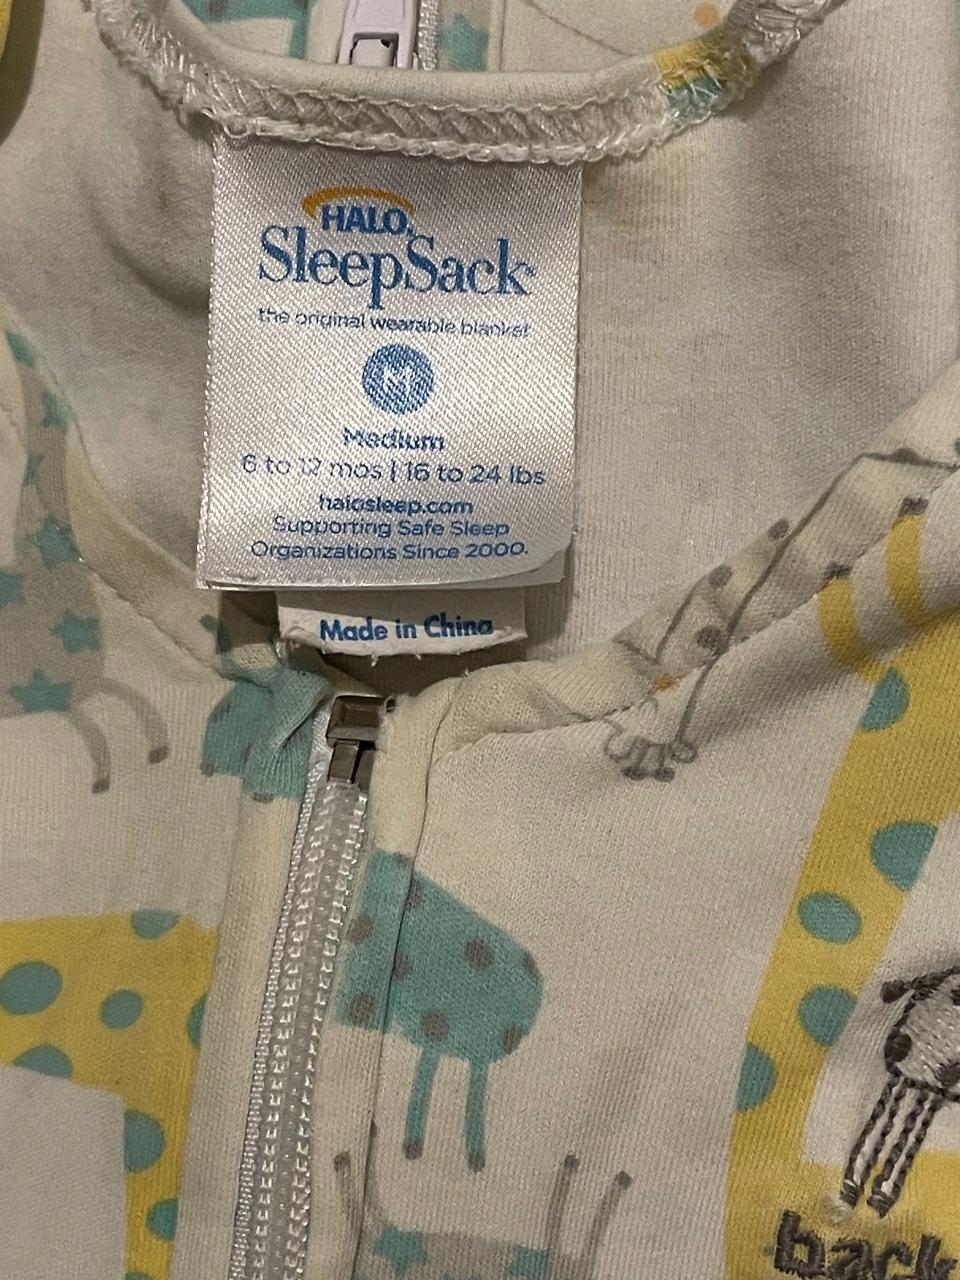 HALO
SleepSack
the original wearable blanket
M
Medium
6 to 12 mos | 16 to 24 lbs
halosleep.com
Supporting Safe Sleep
Organizations Since 2000.
Made in China
back